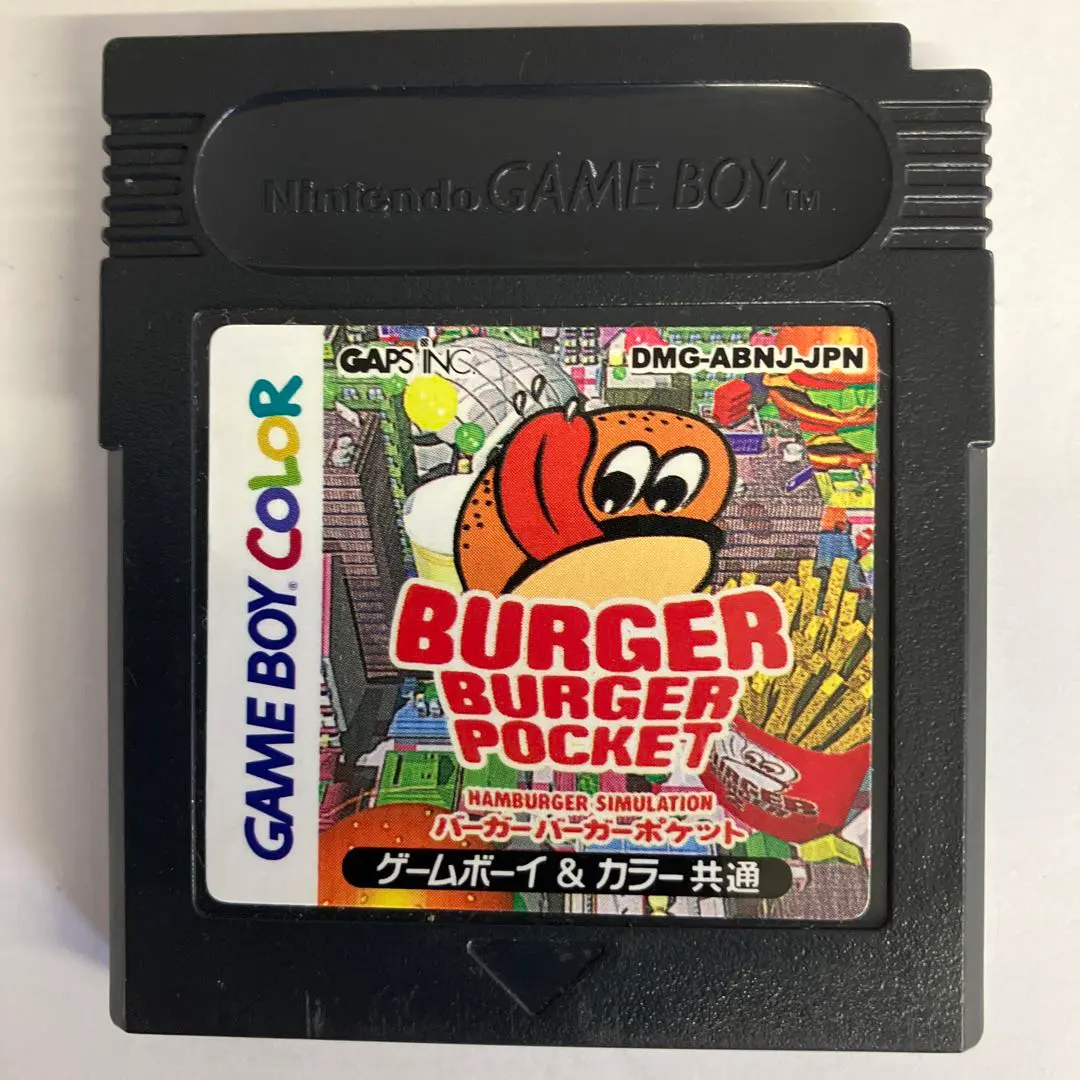 Nintendo GAME BOY TM
GAME BOY COLOR
GAPS INC.
DMG-ABNJ-JPN
BURGER
BURGER
POCKET
HAMBURGER SIMULATION
バーガーバーガーポケット
ゲームボーイ & カラー共通
BURGER